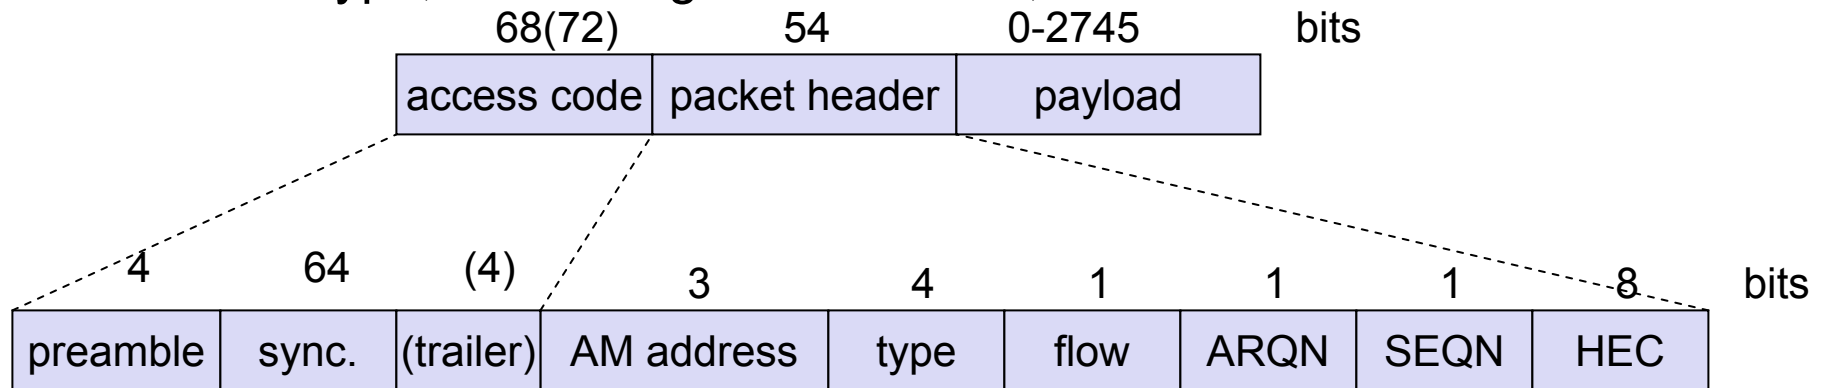 68(72) 54 0-2745 bits
access code packet header payload
4 64 (4) 3 4 1 1 1 8 bits
preamble sync. (trailer) AM address type flow ARQN SEQN HEC